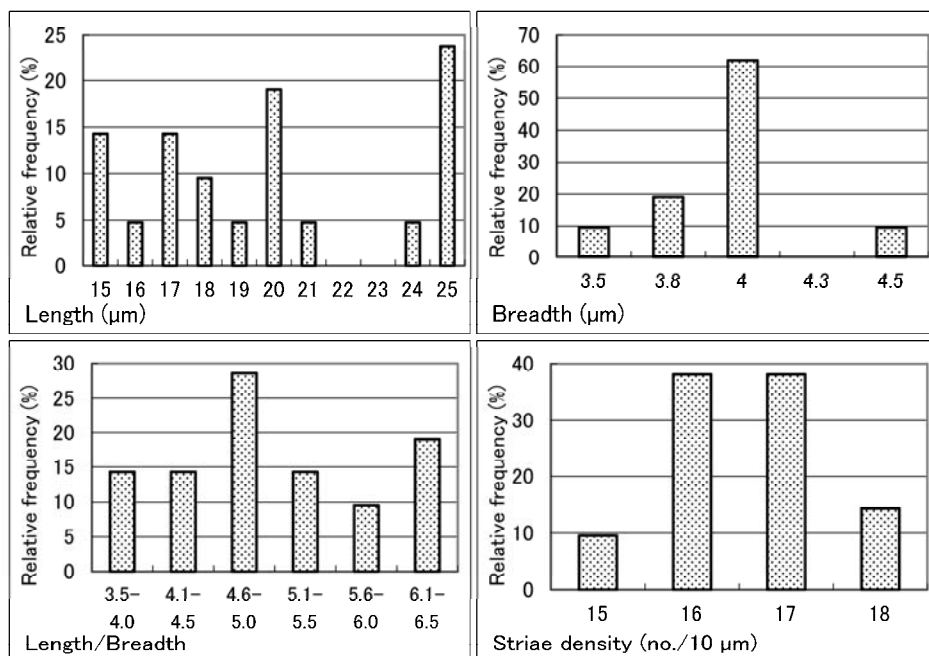 Relative frequency (%)
25
20
15
10
5
0
15 16 17 18 19 20 21 22 23 24 25
Length (µm)
Relative frequency (%)
70
60
50
40
30
20
10
0
3.5 3.8 4 4.3 4.5
Breadth (µm)
Relative frequency (%)
30
25
20
15
10
5
0
3.5– 4.1– 4.6– 5.1– 5.6– 6.1–
4.0 4.5 5.0 5.5 6.0 6.5
Length/Breadth
Relative frequency (%)
40
30
20
10
0
15 16 17 18
Striae density (no./10 µm)